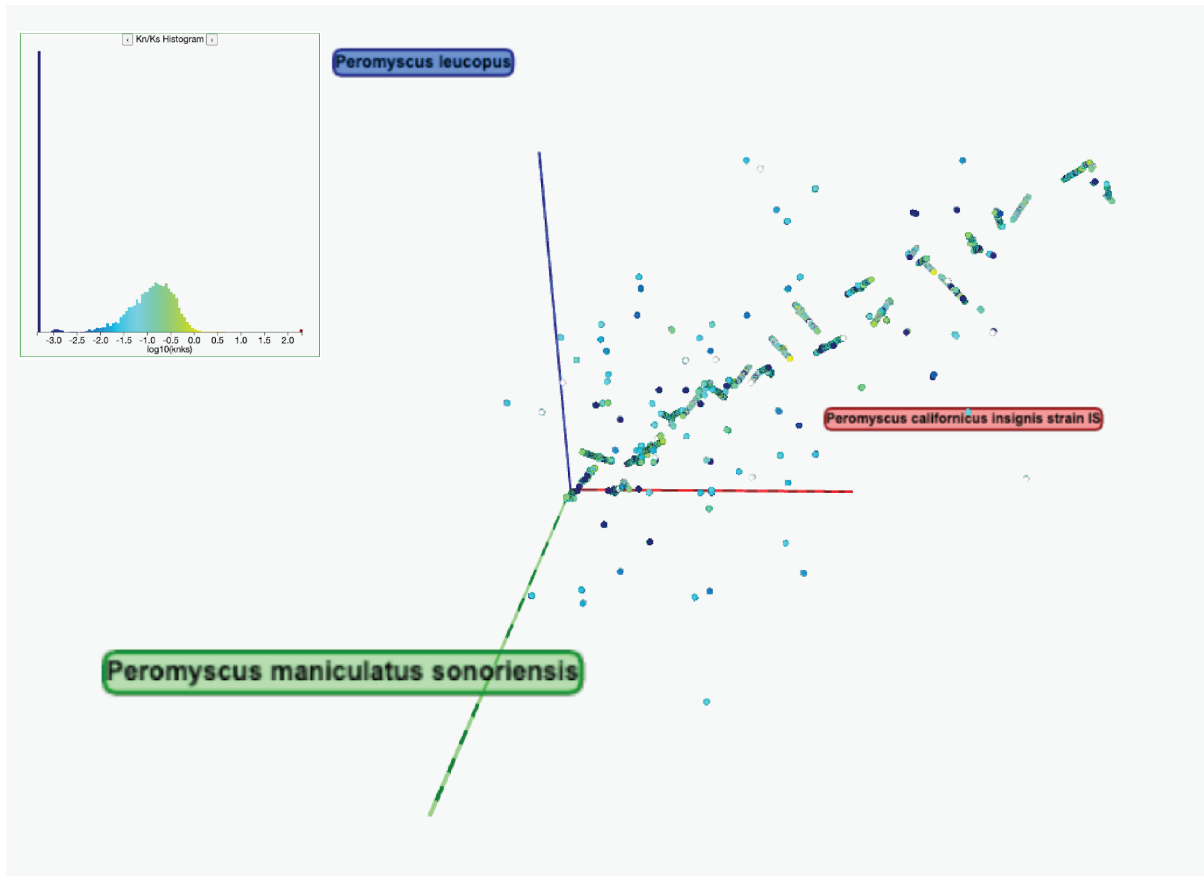 ‹ Kn/Ks Histogram ›
Peromyscus leucopus
-3.0 -2.5 -2.0 -1.5 -1.0 -0.5 0.0 0.5 1.0 1.5 2.0
log10(knks)
Peromyscus californicus insignis strain IS
Peromyscus maniculatus sonoriensis